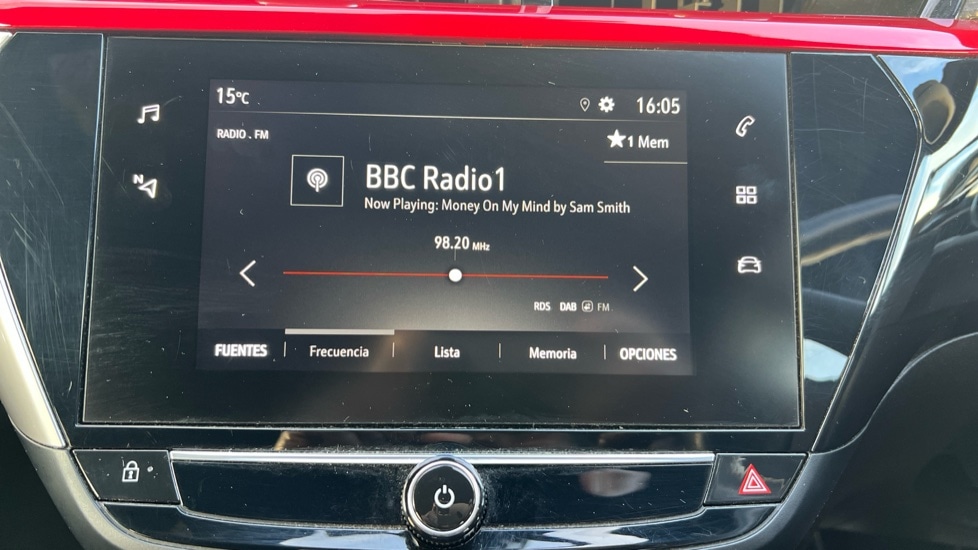 15°C 16:05
RADIO . FM
1 Mem
N
BBC Radio1
Now Playing: Money On My Mind by Sam Smith
98.20 MHz
RDS DAB FM
FUENTES Frecuencia Lista Memoria OPCIONES